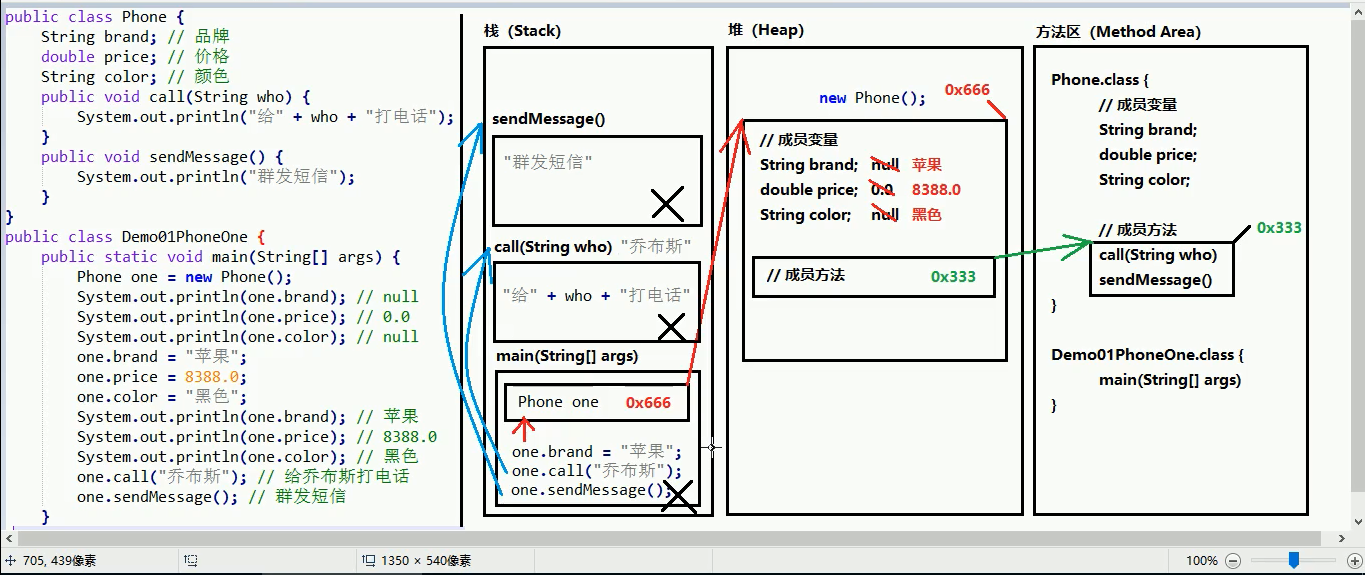 public class Phone {
String brand; // 品牌
double price; // 价格
String color; // 颜色
public void call(String who) {
System.out.println("给" + who + "打电话");
}
public void sendMessage() {
System.out.println("群发短信");
}
}
public class Demo01PhoneOne {
public static void main(String[] args) {
Phone one = new Phone();
System.out.println(one.brand); // null
System.out.println(one.price); // 0.0
System.out.println(one.color); // null
one.brand = "苹果";
one.price = 8388.0;
one.color = "黑色";
System.out.println(one.brand); // 苹果
System.out.println(one.price); // 8388.0
System.out.println(one.color); // 黑色
one.call("乔布斯"); // 给乔布斯打电话
one.sendMessage(); // 群发短信
}
栈（Stack）
sendMessage()
"群发短信"
call(String who) "乔布斯"
"给" + who + "打电话"
main(String[] args)
Phone one 0x666
one.brand = "苹果";
one.call("乔布斯");
one.sendMessage();
堆（Heap）
new Phone(); 0x666
// 成员变量
String brand; null 苹果
double price; 0.0 8388.0
String color; null 黑色
// 成员方法 0x333
方法区（Method Area）
Phone.class {
// 成员变量
String brand;
double price;
String color;
// 成员方法 0x333
call(String who)
sendMessage()
}
Demo01PhoneOne.class {
main(String[] args)
}
705, 439像素 1350 × 540像素 100%